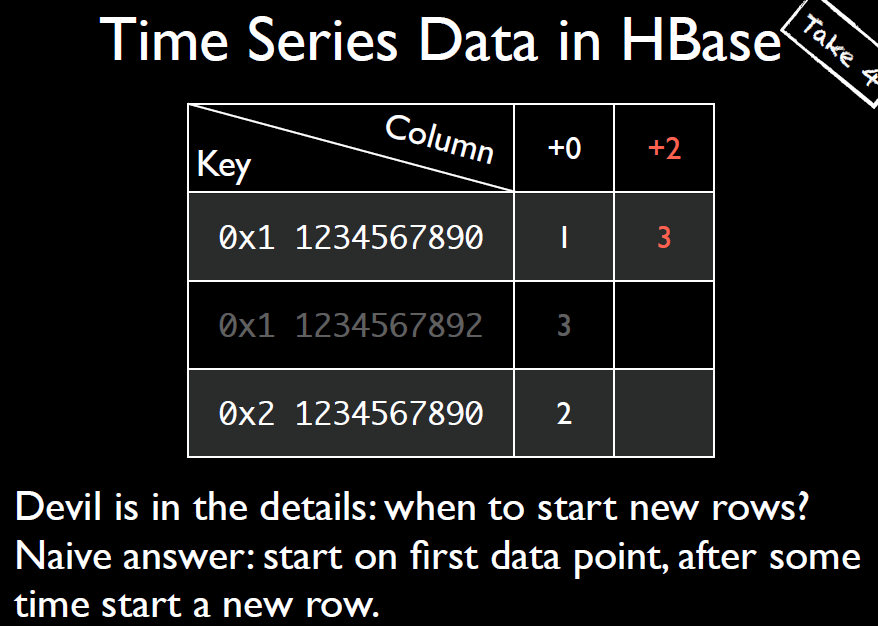 Time Series Data in HBase
Take 4
Column
Key
+0
+2
0x1 1234567890
1
3
0x1 1234567892
3
0x2 1234567890
2
Devil is in the details: when to start new rows?
Naive answer: start on first data point, after some
time start a new row.